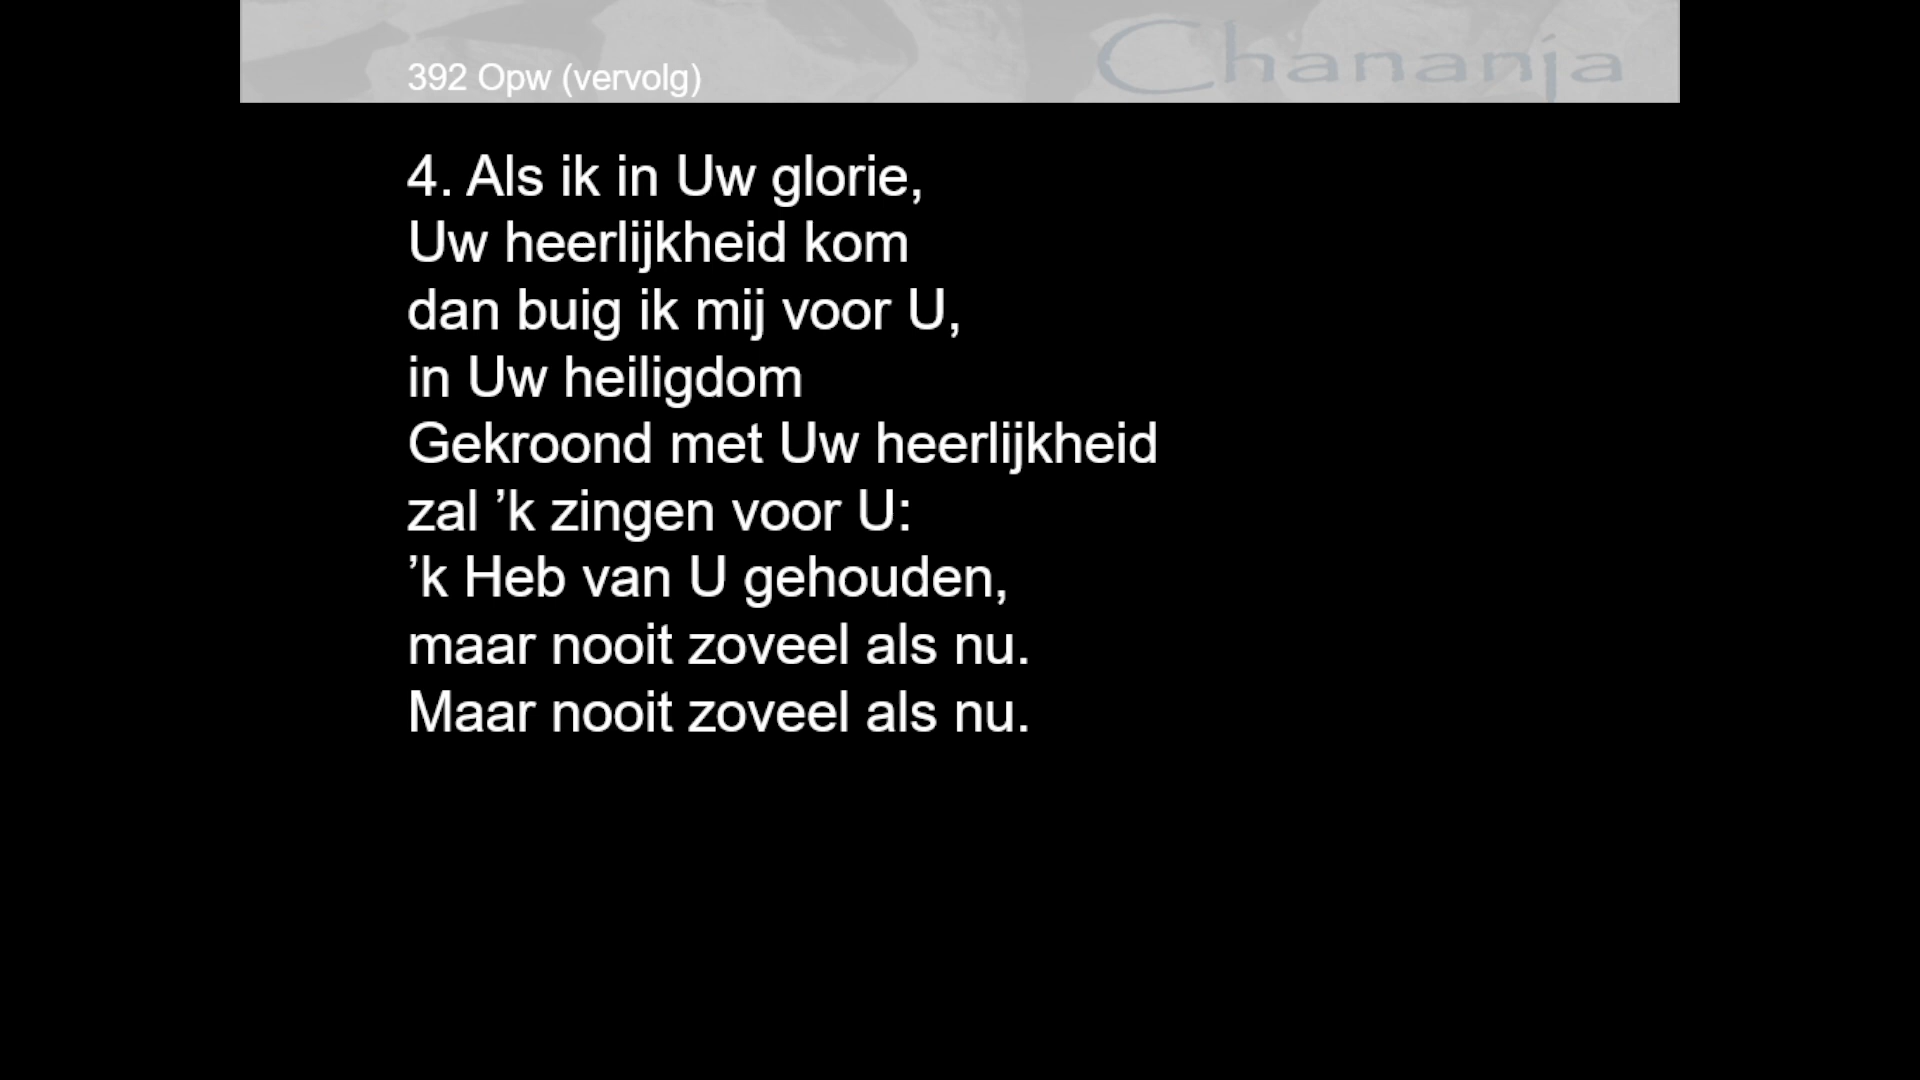 Chananja
392 Opw (vervolg)
4. Als ik in Uw glorie,
Uw heerlijkheid kom
dan buig ik mij voor U,
in Uw heiligdom
Gekroond met Uw heerlijkheid
zal ’k zingen voor U:
’k Heb van U gehouden,
maar nooit zoveel als nu.
Maar nooit zoveel als nu.